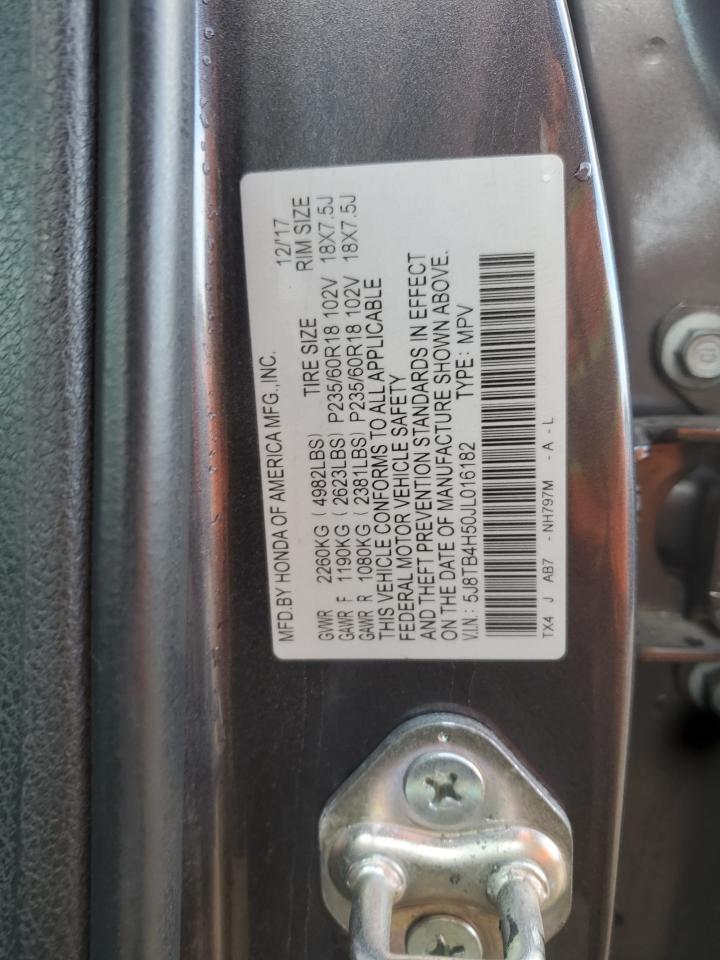 MFD.BY HONDA OF AMERICA MFG.,INC. 12/'17
TIRE SIZE RIM SIZE
GVWR 2260KG ( 4982LBS)
GAWR F 1190KG ( 2623LBS) P235/60R18 102V 18X7.5J
GAWR R 1080KG ( 2381LBS) P235/60R18 102V 18X7.5J
THIS VEHICLE CONFORMS TO ALL APPLICABLE
FEDERAL MOTOR VEHICLE SAFETY
AND THEFT PREVENTION STANDARDS IN EFFECT
ON THE DATE OF MANUFACTURE SHOWN ABOVE.
V.I.N.: 5J8TB4H50JL016182 TYPE: MPV
TX4 J AB7 - NH797M - A - L